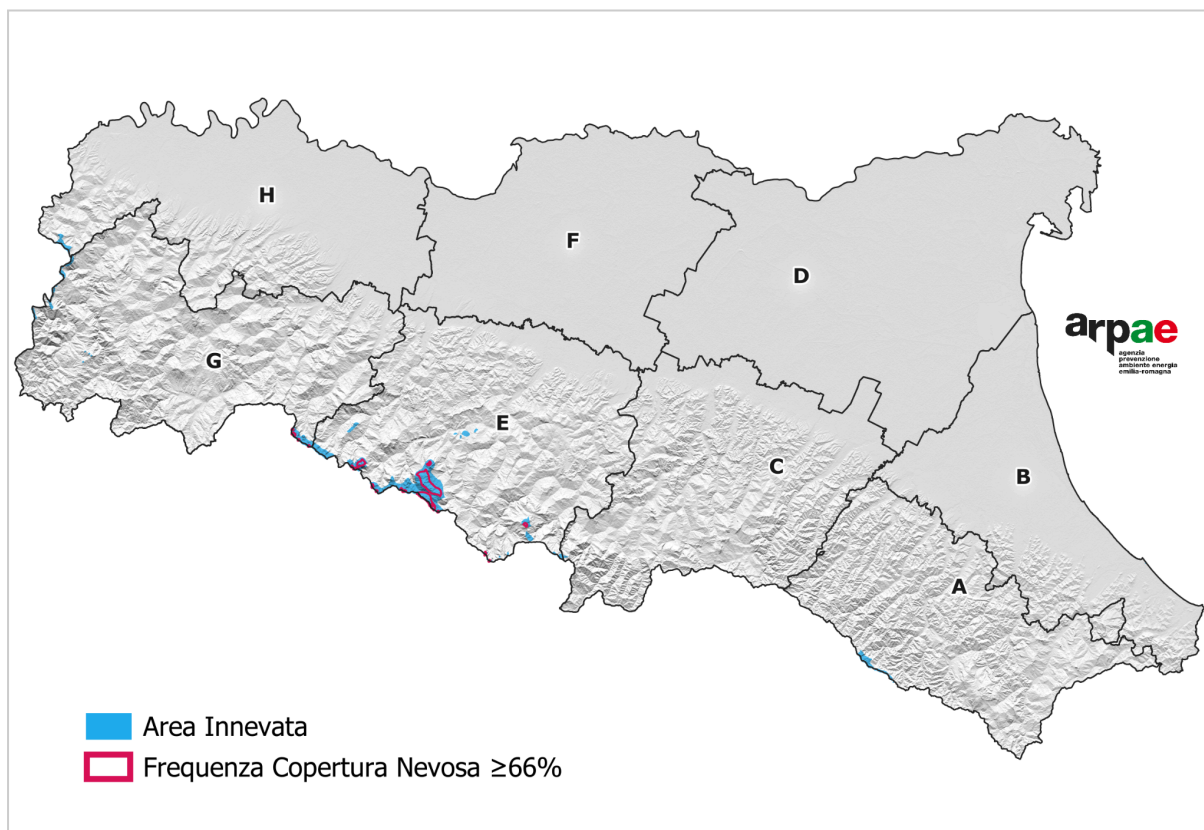 H
F
D
arpae
agenzia
prevenzione
ambiente energia
emilia-romagna
G
E
C
B
A
Area Innevata
Frequenza Copertura Nevosa ≥66%